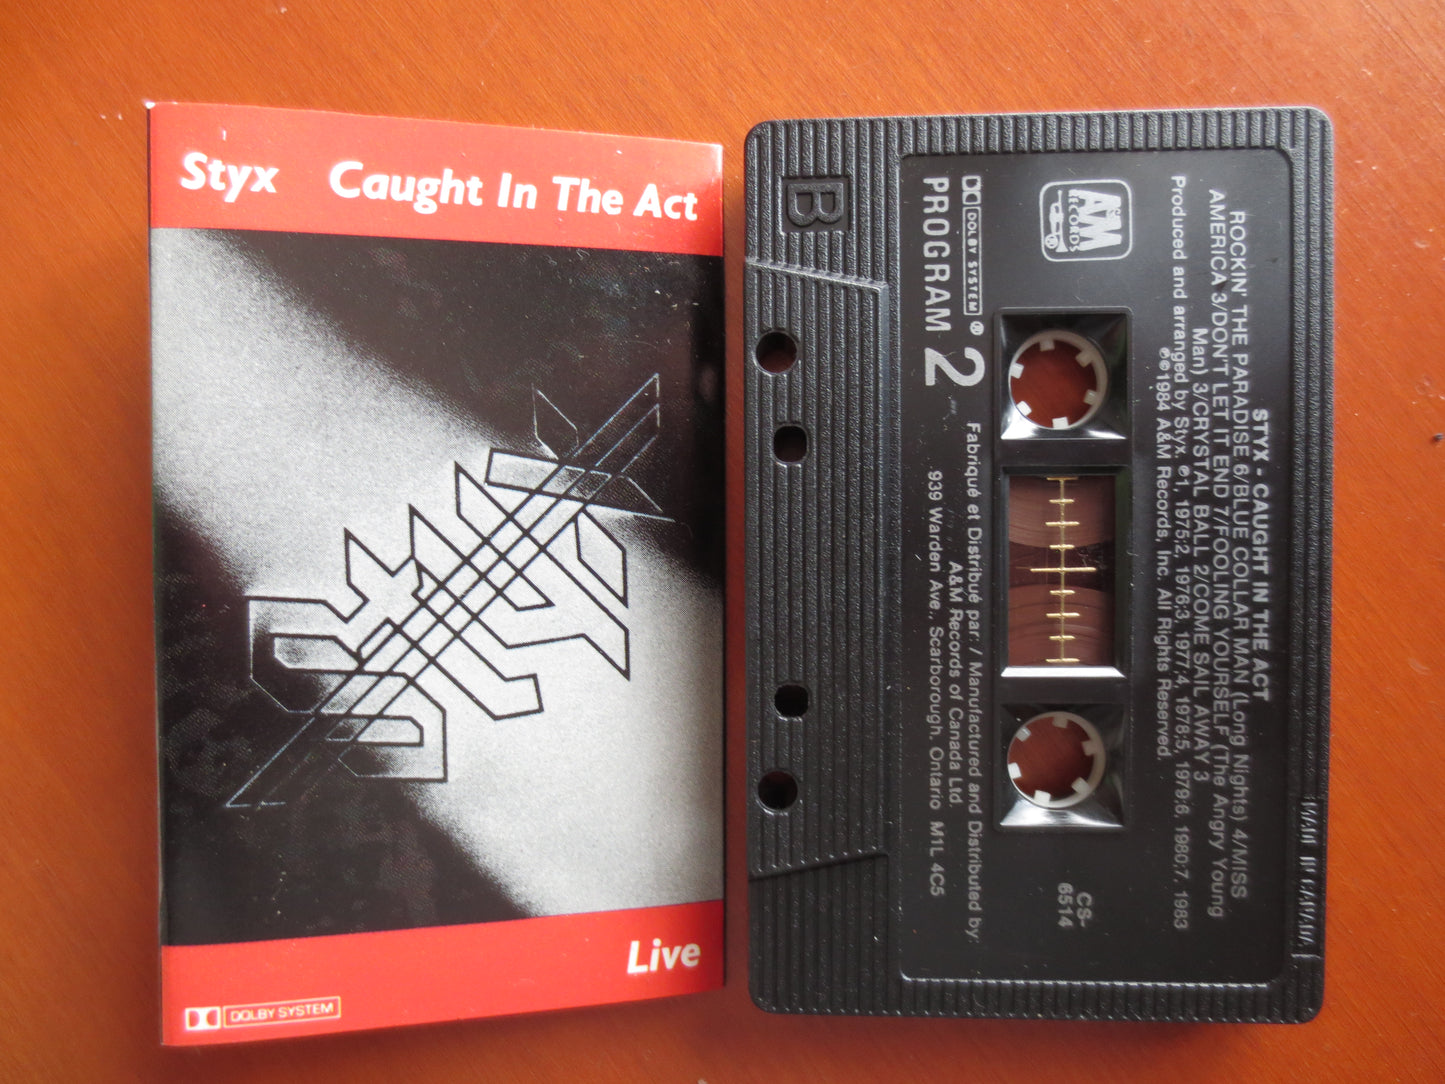 Styx Caught In The Act
STYX
Live
DOLBY SYSTEM
STYX - CAUGHT IN THE ACT
ROCKIN' THE PARADISE 6/BLUE COLLAR MAN (Long Nights) 4/MISS
AMERICA 3/DON'T LET IT END 7/FOOLING YOURSELF (The Angry Young
Man) 3/CRYSTAL BALL 2/COME SAIL AWAY 3
Produced and arranged by Styx. ℗1, 1975:2, 1976:3, 1977:4, 1978:5, 1979:6, 1980:7, 1983
℗©1984 A&M Records, Inc. All Rights Reserved.
A&M
RECORDS
®
CS-
6514
DOLBY SYSTEM ®
PROGRAM 2
Fabriqué et Distribué par: / Manufactured and Distributed by:
A&M Records of Canada Ltd.
939 Warden Ave., Scarborough, Ontario M1L 4C5
B
MADE IN CANADA